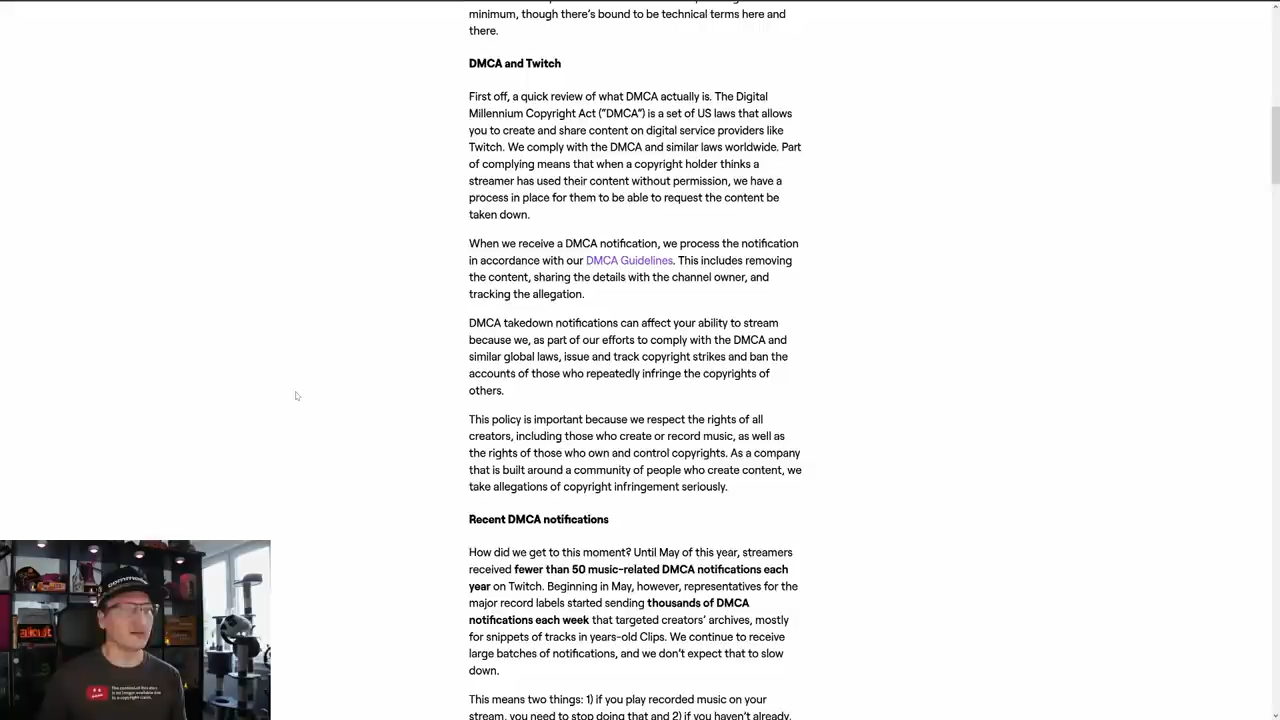 minimum, though there's bound to be technical terms here and
there.
DMCA and Twitch
First off, a quick review of what DMCA actually is. The Digital
Millennium Copyright Act ("DMCA") is a set of US laws that allows
you to create and share content on digital service providers like
Twitch. We comply with the DMCA and similar laws worldwide. Part
of complying means that when a copyright holder thinks a
streamer has used their content without permission, we have a
process in place for them to be able to request the content be
taken down.
When we receive a DMCA notification, we process the notification
in accordance with our DMCA Guidelines. This includes removing
the content, sharing the details with the channel owner, and
tracking the allegation.
DMCA takedown notifications can affect your ability to stream
because we, as part of our efforts to comply with the DMCA and
similar global laws, issue and track copyright strikes and ban the
accounts of those who repeatedly infringe the copyrights of
others.
This policy is important because we respect the rights of all
creators, including those who create or record music, as well as
the rights of those who own and control copyrights. As a company
that is built around a community of people who create content, we
take allegations of copyright infringement seriously.
Recent DMCA notifications
How did we get to this moment? Until May of this year, streamers
received fewer than 50 music-related DMCA notifications each
year on Twitch. Beginning in May, however, representatives for the
major record labels started sending thousands of DMCA
notifications each week that targeted creators' archives, mostly
for snippets of tracks in years-old Clips. We continue to receive
large batches of notifications, and we don't expect that to slow
down.
This means two things: 1) if you play recorded music on your
stream, you need to stop doing that and 2) if you haven't already,